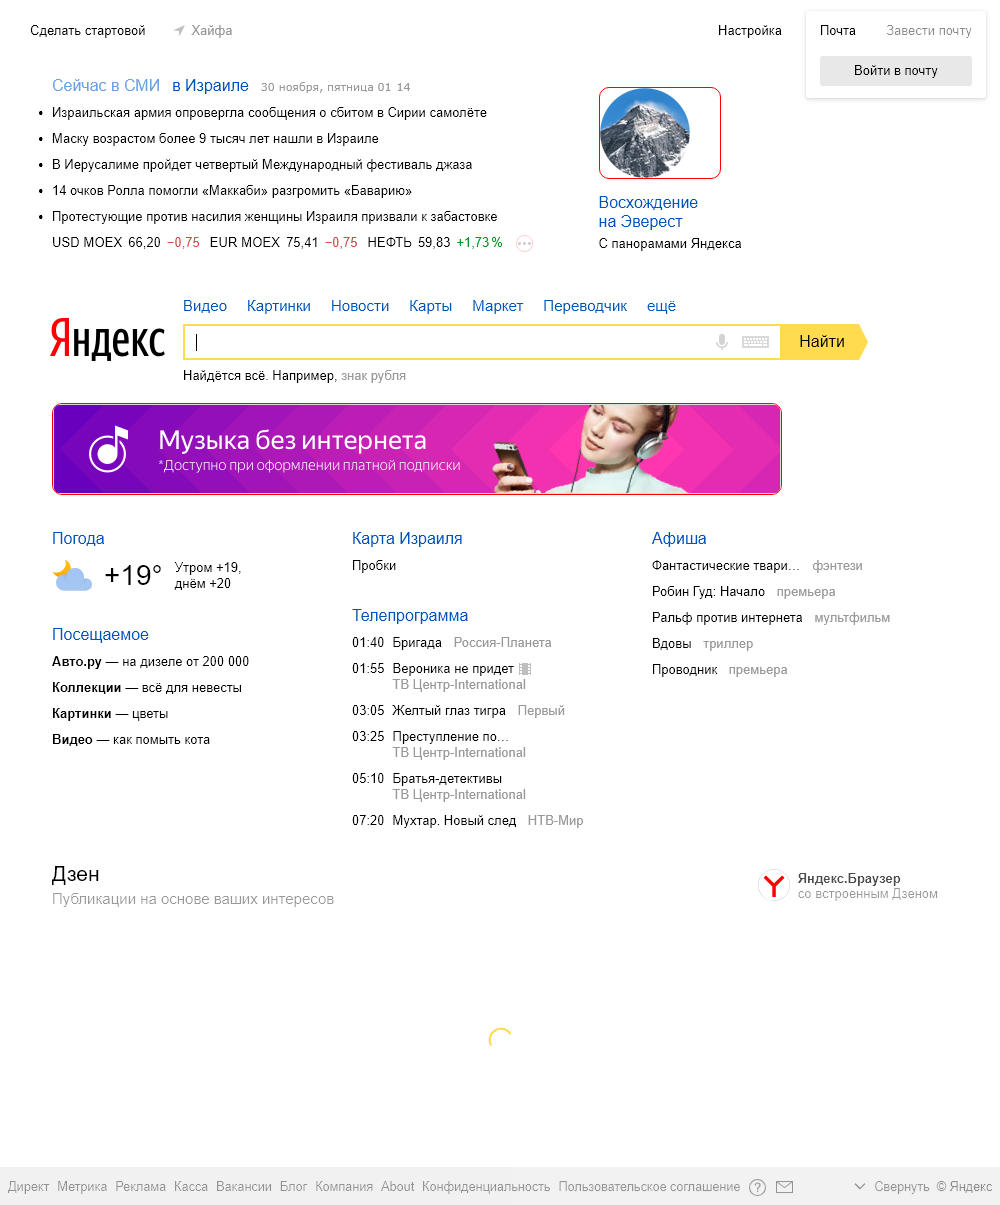 Сделать стартовой Хайфа Настройка Почта Завести почту
Войти в почту
Сейчас в СМИ в Израиле 30 ноября, пятница 01 14
• Израильская армия опровергла сообщения о сбитом в Сирии самолёте
• Маску возрастом более 9 тысяч лет нашли в Израиле
• В Иерусалиме пройдет четвертый Международный фестиваль джаза
• 14 очков Ролла помогли «Маккаби» разгромить «Баварию»
• Протестующие против насилия женщины Израиля призвали к забастовке
USD MOEX 66,20 −0,75 EUR MOEX 75,41 −0,75 НЕФТЬ 59,83 +1,73 %
Восхождение
на Эверест
С панорамами Яндекса
Видео Картинки Новости Карты Маркет Переводчик ещё
Яндекс Найти
Найдётся всё. Например, знак рубля
Музыка без интернета
*Доступно при оформлении платной подписки
Погода
+19° Утром +19,
днём +20
Посещаемое
Авто.ру — на дизеле от 200 000
Коллекции — всё для невесты
Картинки — цветы
Видео — как помыть кота
Карта Израиля
Пробки
Телепрограмма
01:40 Бригада Россия-Планета
01:55 Вероника не придет
ТВ Центр-International
03:05 Желтый глаз тигра Первый
03:25 Преступление по...
ТВ Центр-International
05:10 Братья-детективы
ТВ Центр-International
07:20 Мухтар. Новый след НТВ-Мир
Афиша
Фантастические твари... фэнтези
Робин Гуд: Начало премьера
Ральф против интернета мультфильм
Вдовы триллер
Проводник премьера
Дзен
Публикации на основе ваших интересов
Яндекс.Браузер
со встроенным Дзеном
Директ Метрика Реклама Касса Вакансии Блог Компания About Конфиденциальность Пользовательское соглашение ? Свернуть © Яндекс